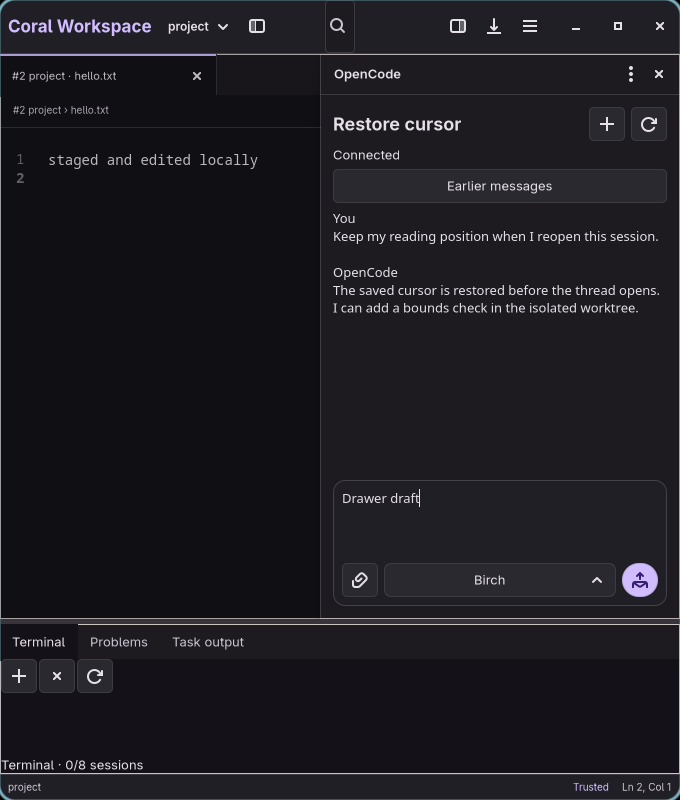 Coral Workspace project
#2 project · hello.txt
#2 project › hello.txt
1 staged and edited locally
2
OpenCode
Restore cursor
Connected
Earlier messages
You
Keep my reading position when I reopen this session.
OpenCode
The saved cursor is restored before the thread opens.
I can add a bounds check in the isolated worktree.
Drawer draft
Birch
Terminal Problems Task output
Terminal · 0/8 sessions
project Trusted Ln 2, Col 1